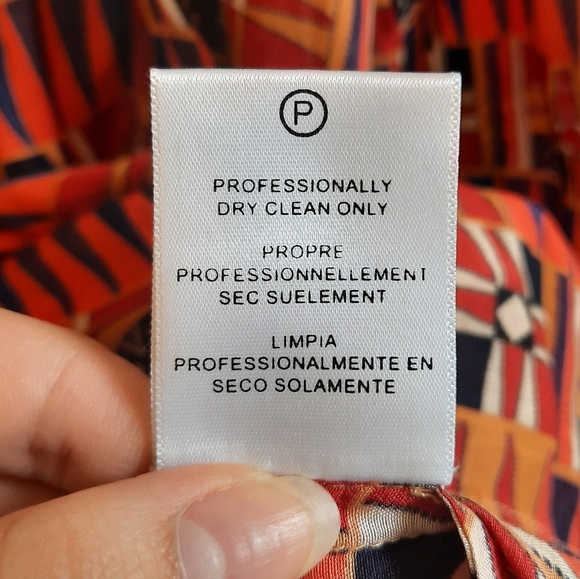 P
PROFESSIONALLY
DRY CLEAN ONLY
PROPRE
PROFESSIONNELLEMENT
SEC SUELEMENT
LIMPIA
PROFESSIONALMENTE EN
SECO SOLAMENTE